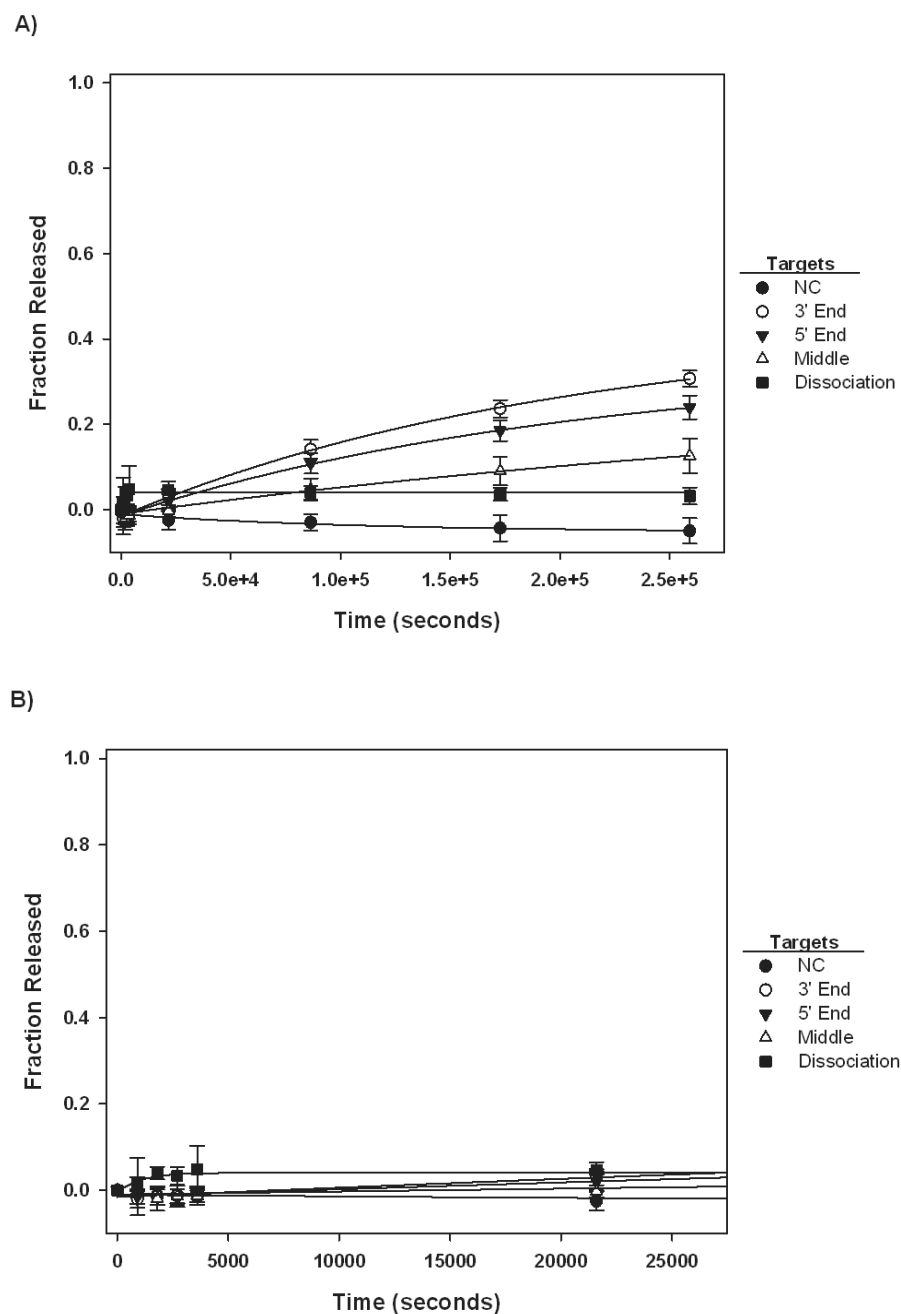 A)
1.0
0.8
0.6
0.4
0.2
0.0
Fraction Released
0.0 5.0e+4 1.0e+5 1.5e+5 2.0e+5 2.5e+5
Time (seconds)
Targets
NC
3' End
5' End
Middle
Dissociation
B)
1.0
0.8
0.6
0.4
0.2
0.0
Fraction Released
0 5000 10000 15000 20000 25000
Time (seconds)
Targets
NC
3' End
5' End
Middle
Dissociation